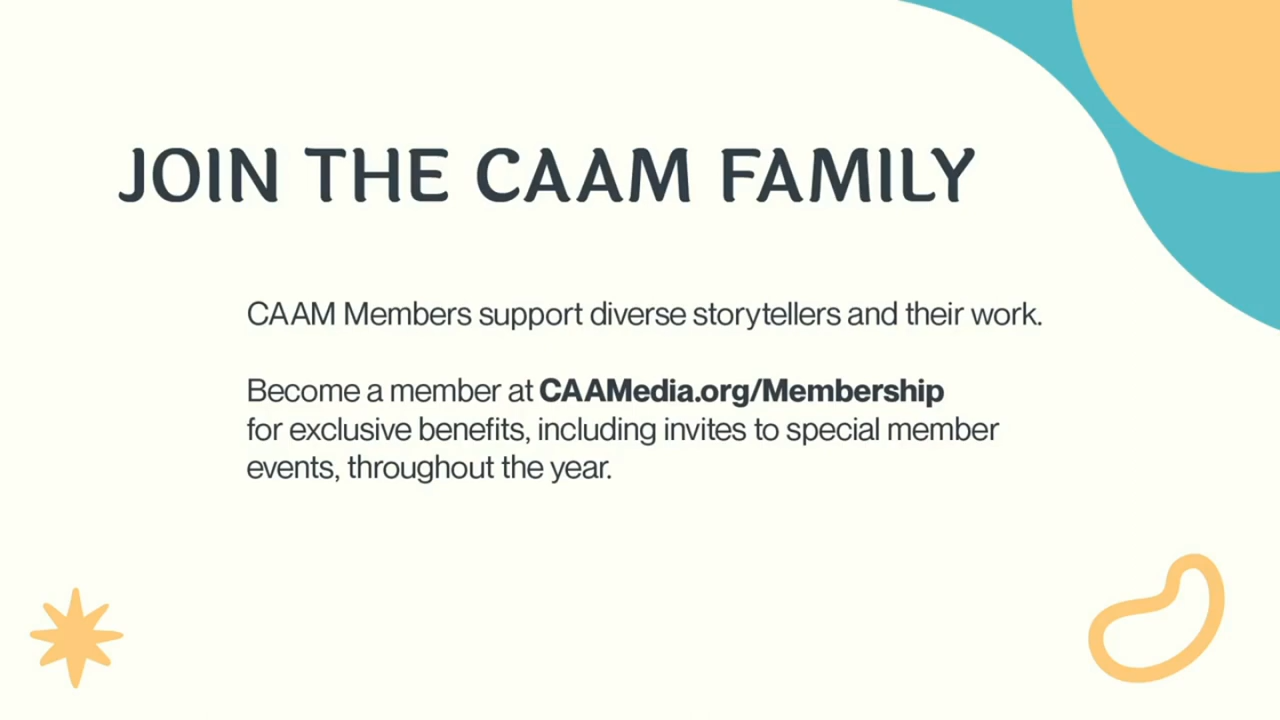 JOIN THE CAAM FAMILY
CAAM Members support diverse storytellers and their work.
Become a member at CAAMedia.org/Membership
for exclusive benefits, including invites to special member
events, throughout the year.